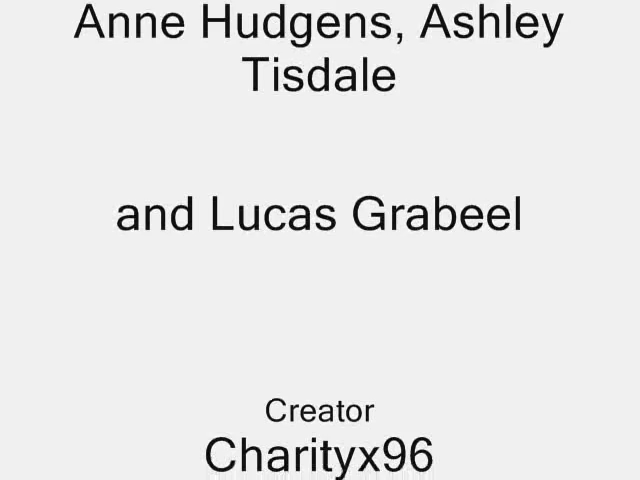 Anne Hudgens, Ashley
Tisdale
and Lucas Grabeel
Creator
Charityx96